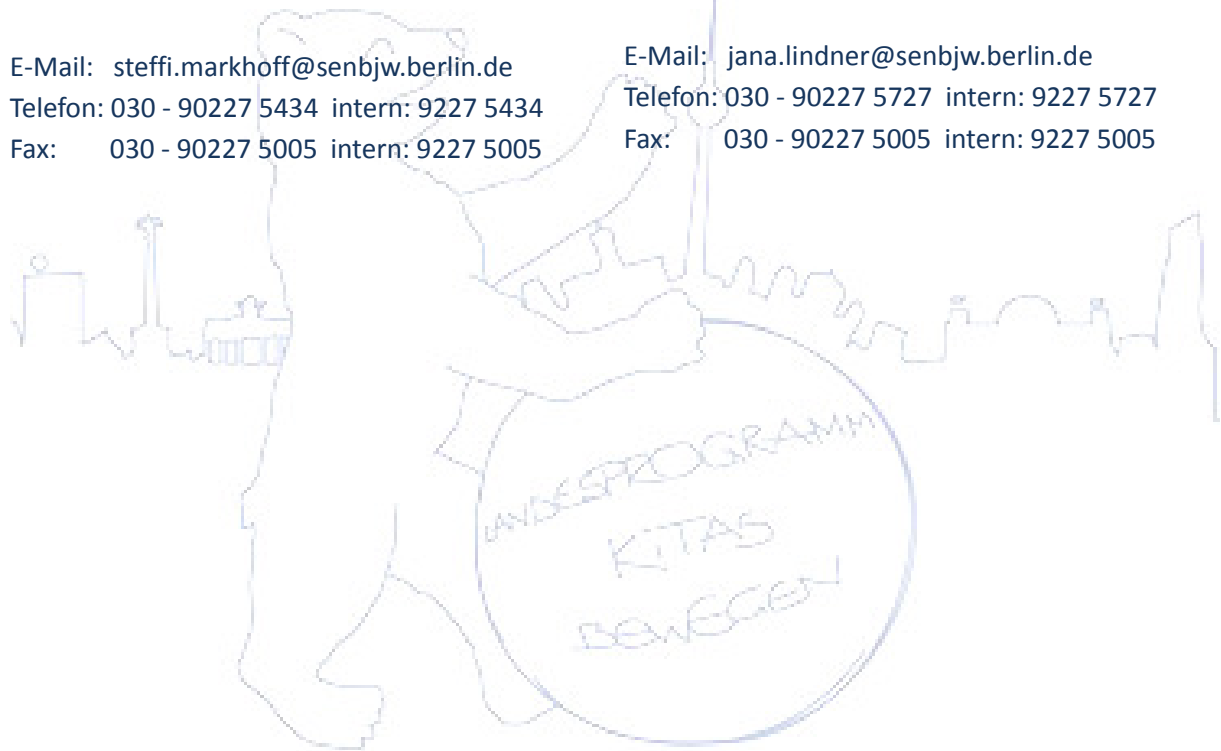 E-Mail: steffi.markhoff@senbjw.berlin.de
Telefon: 030 - 90227 5434 intern: 9227 5434
Fax: 030 - 90227 5005 intern: 9227 5005
E-Mail: jana.lindner@senbjw.berlin.de
Telefon: 030 - 90227 5727 intern: 9227 5727
Fax: 030 - 90227 5005 intern: 9227 5005
LANDESPROGRAMM
KITAS
BEWEGEN